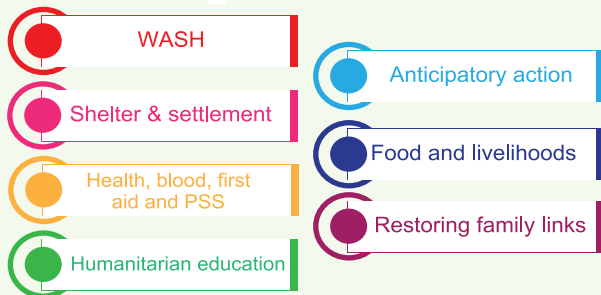 WASH
Shelter & settlement
Health, blood, first
aid and PSS
Humanitarian education
Anticipatory action
Food and livelihoods
Restoring family links